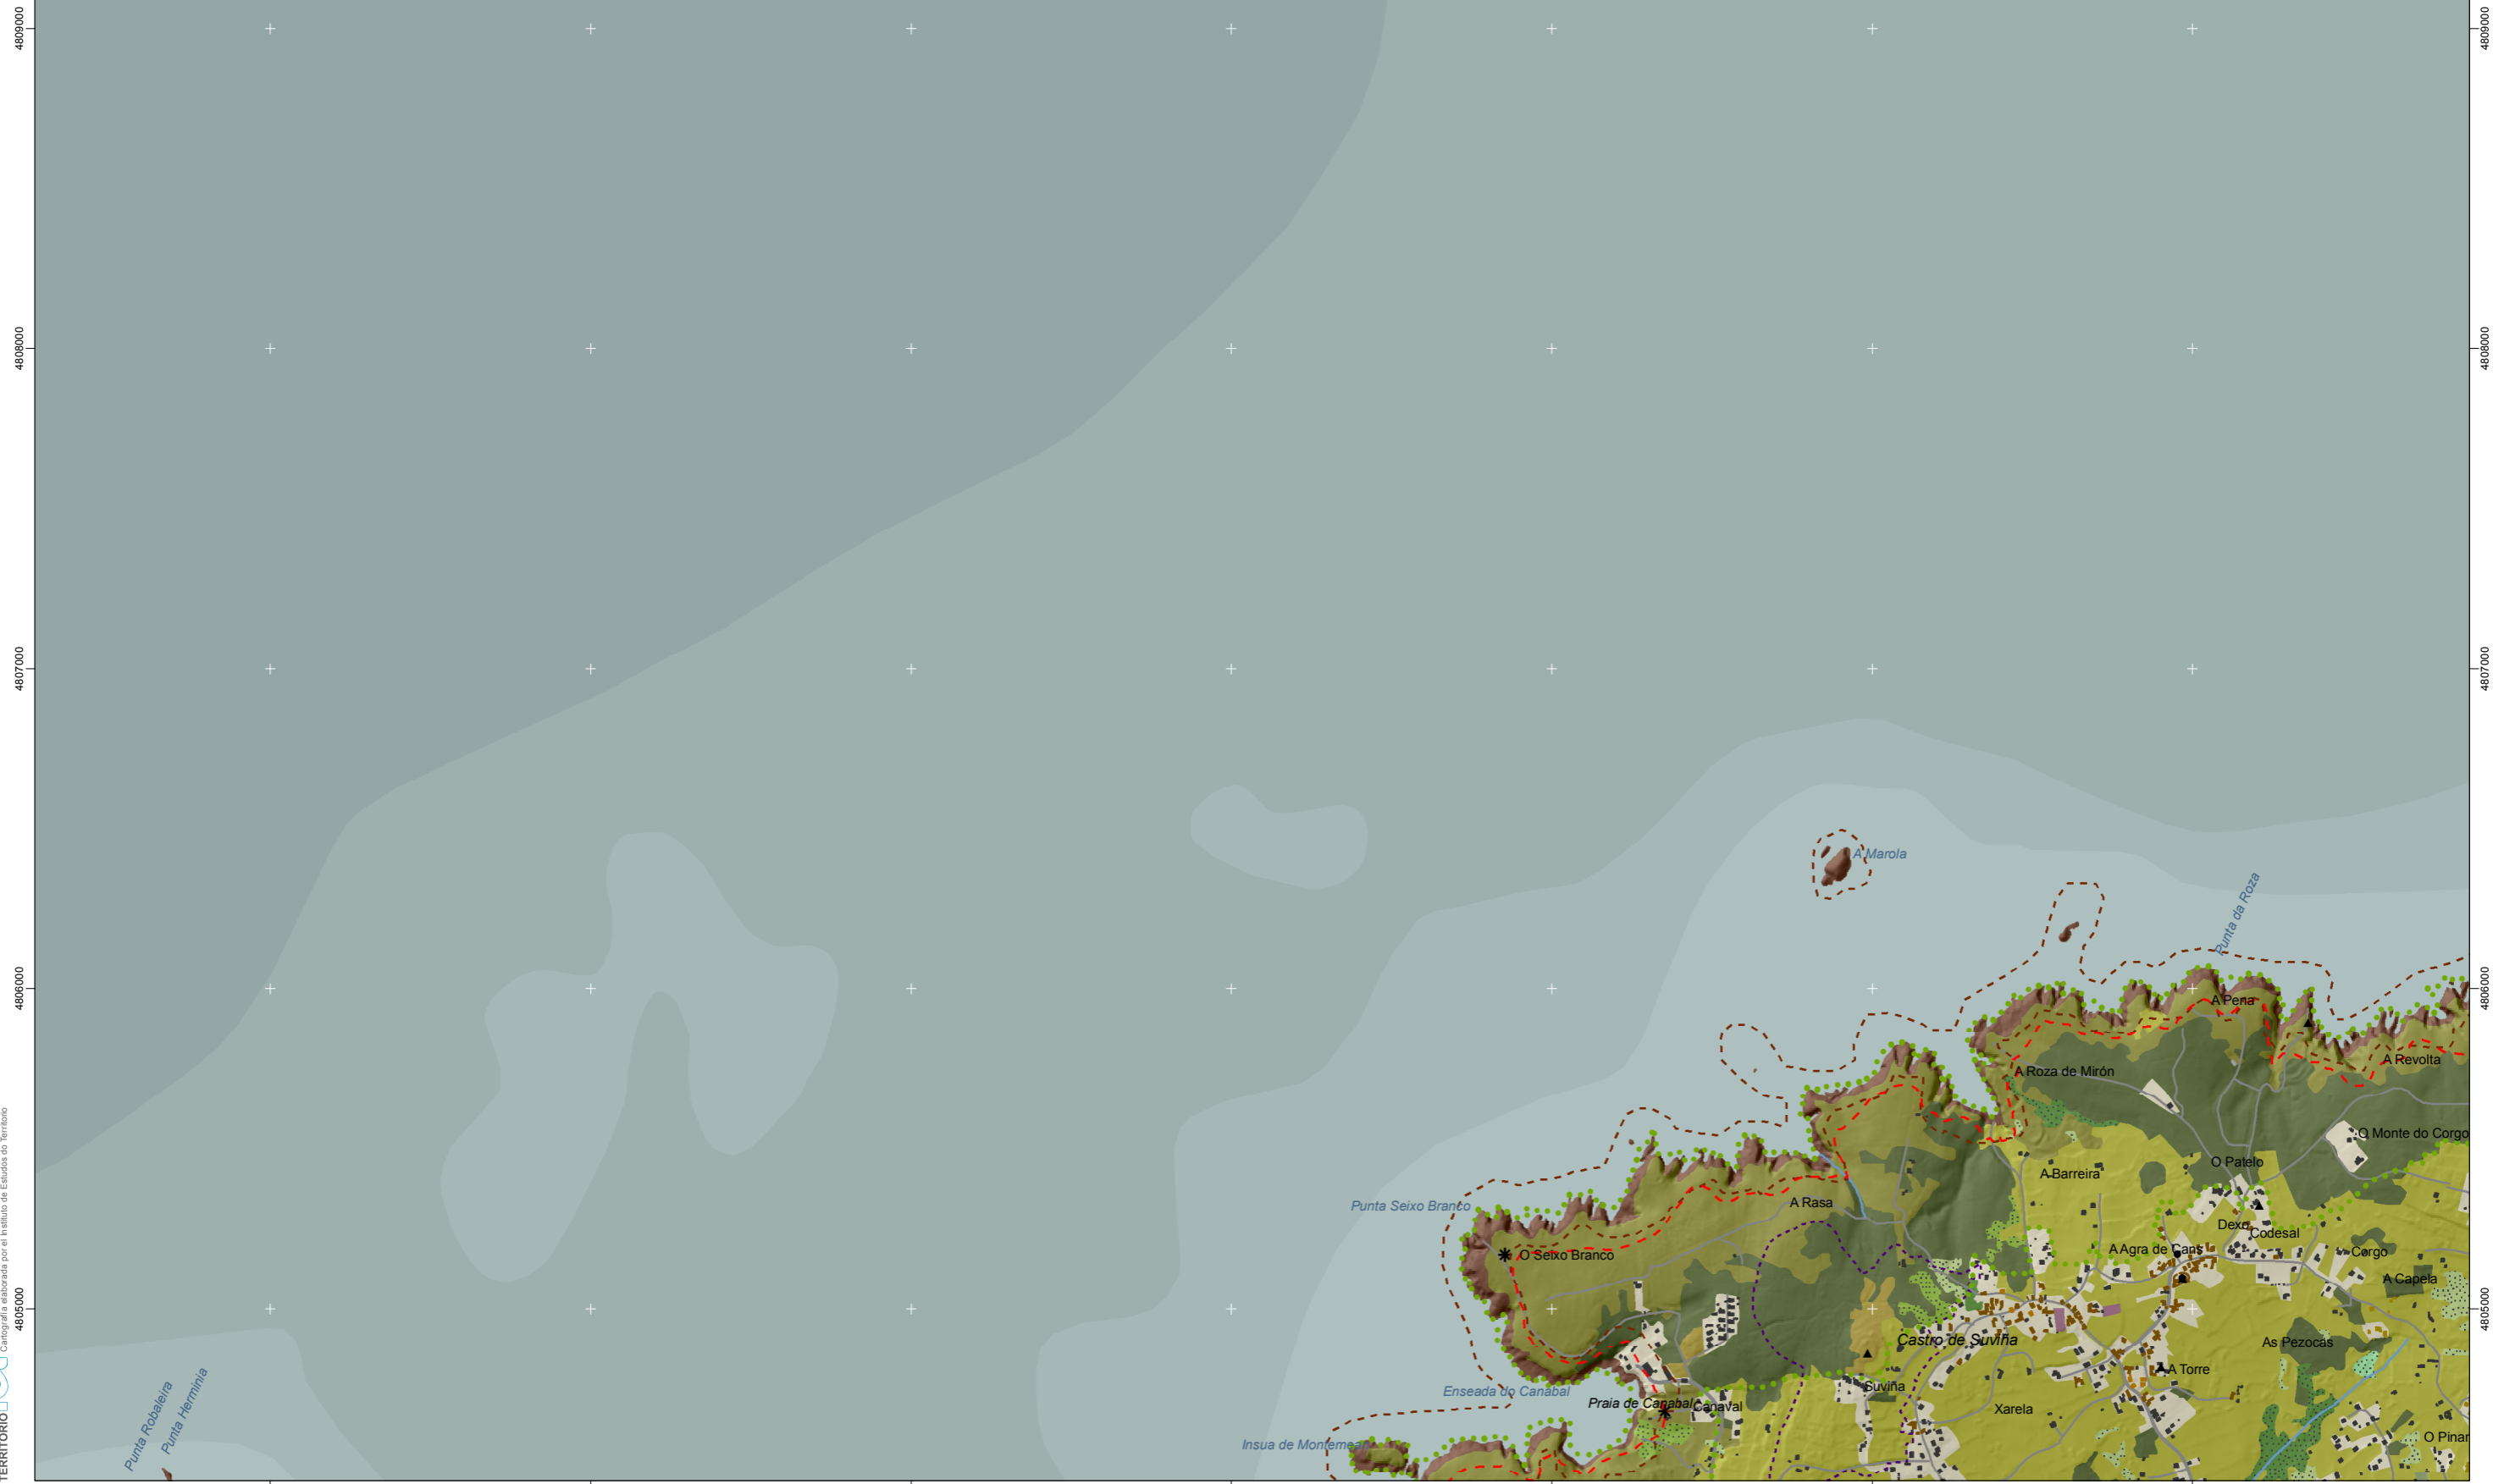 4809000
4809000
4808000
4808000
4807000
4807000
A Marola
Punta da Roza
4806000
4806000
A Pena
A Revolta
A Roza de Mirón
O Monte do Corgo
O Patelo
A Barreira
A Rasa
Punta Seixo Branco
Dexo
Codesal
A Agra de Cans
Corgo
O Seixo Branco
A Capela
4805000
4805000
Castro de Suviña
As Pezocas
A Torre
Suviña
Enseada do Canabal
Praia de Canabal
Canaval
Xarela
O Pinar
Insua de Montemeán
Punta Robaleira
Punta Herminia
TERRITORIO
Cartografía elaborada por el Instituto de Estudos do Territorio